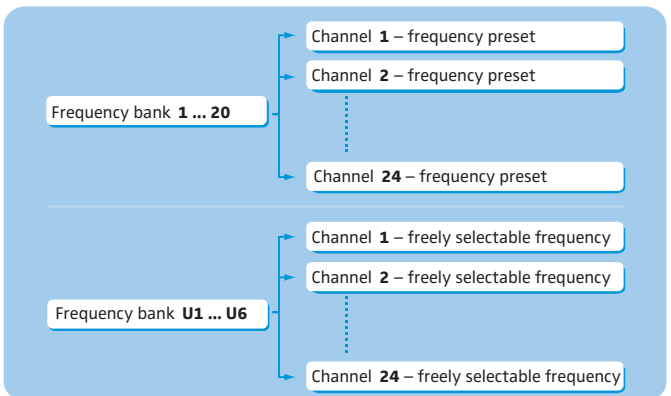 Channel 1 – frequency preset
Channel 2 – frequency preset
Frequency bank 1 ... 20
Channel 24 – frequency preset
Channel 1 – freely selectable frequency
Channel 2 – freely selectable frequency
Frequency bank U1 ... U6
Channel 24 – freely selectable frequency